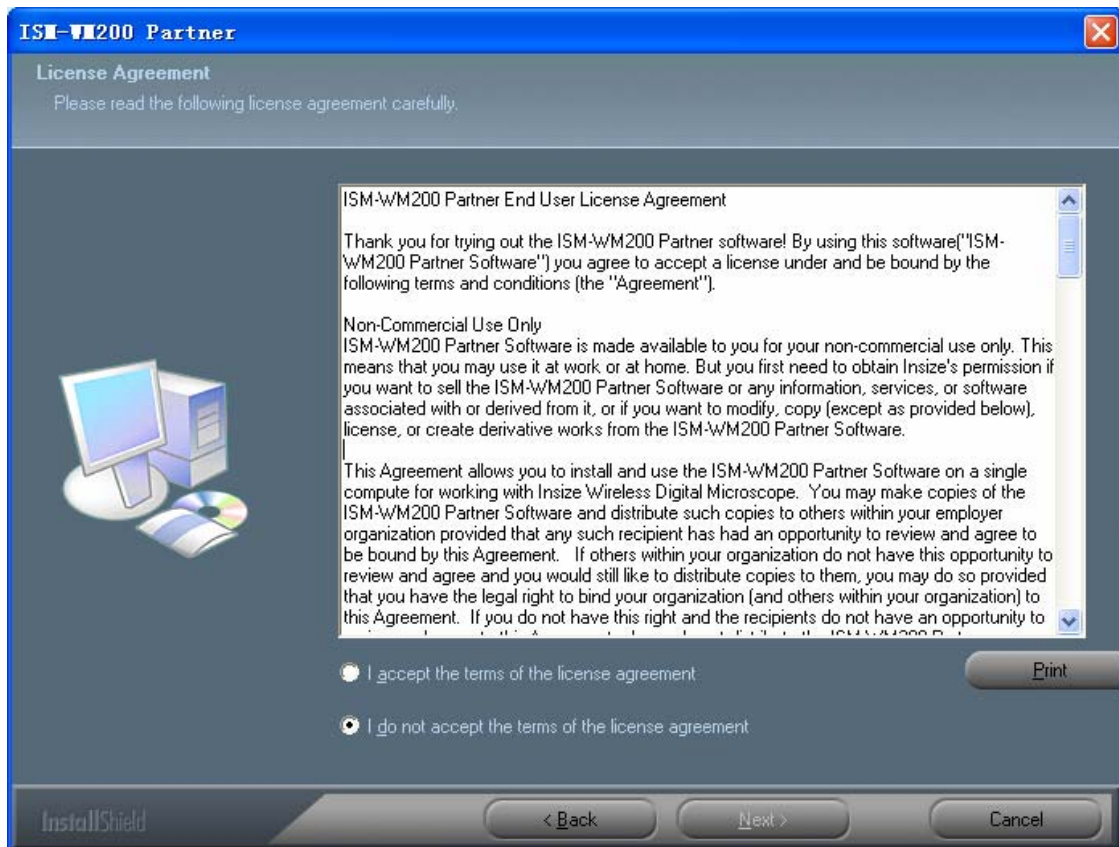 ISM-WM200 Partner
License Agreement
Please read the following license agreement carefully.
ISM-WM200 Partner End User License Agreement
Thank you for trying out the ISM-WM200 Partner software! By using this software("ISM-
WM200 Partner Software") you agree to accept a license under and be bound by the
following terms and conditions (the "Agreement").
Non-Commercial Use Only
ISM-WM200 Partner Software is made available to you for your non-commercial use only. This
means that you may use it at work or at home. But you first need to obtain Insize's permission if
you want to sell the ISM-WM200 Partner Software or any information, services, or software
associated with or derived from it, or if you want to modify, copy (except as provided below),
license, or create derivative works from the ISM-WM200 Partner Software.
This Agreement allows you to install and use the ISM-WM200 Partner Software on a single
compute for working with Insize Wireless Digital Microscope.  You may make copies of the
ISM-WM200 Partner Software and distribute such copies to others within your employer
organization provided that any such recipient has had an opportunity to review and agree to
be bound by this Agreement.   If others within your organization do not have this opportunity to
review and agree and you would still like to distribute copies to them, you may do so provided
that you have the legal right to bind your organization (and others within your organization) to
this Agreement.  If you do not have this right and the recipients do not have an opportunity to
I accept the terms of the license agreement
Print
I do not accept the terms of the license agreement
InstallShield
< Back
Next >
Cancel